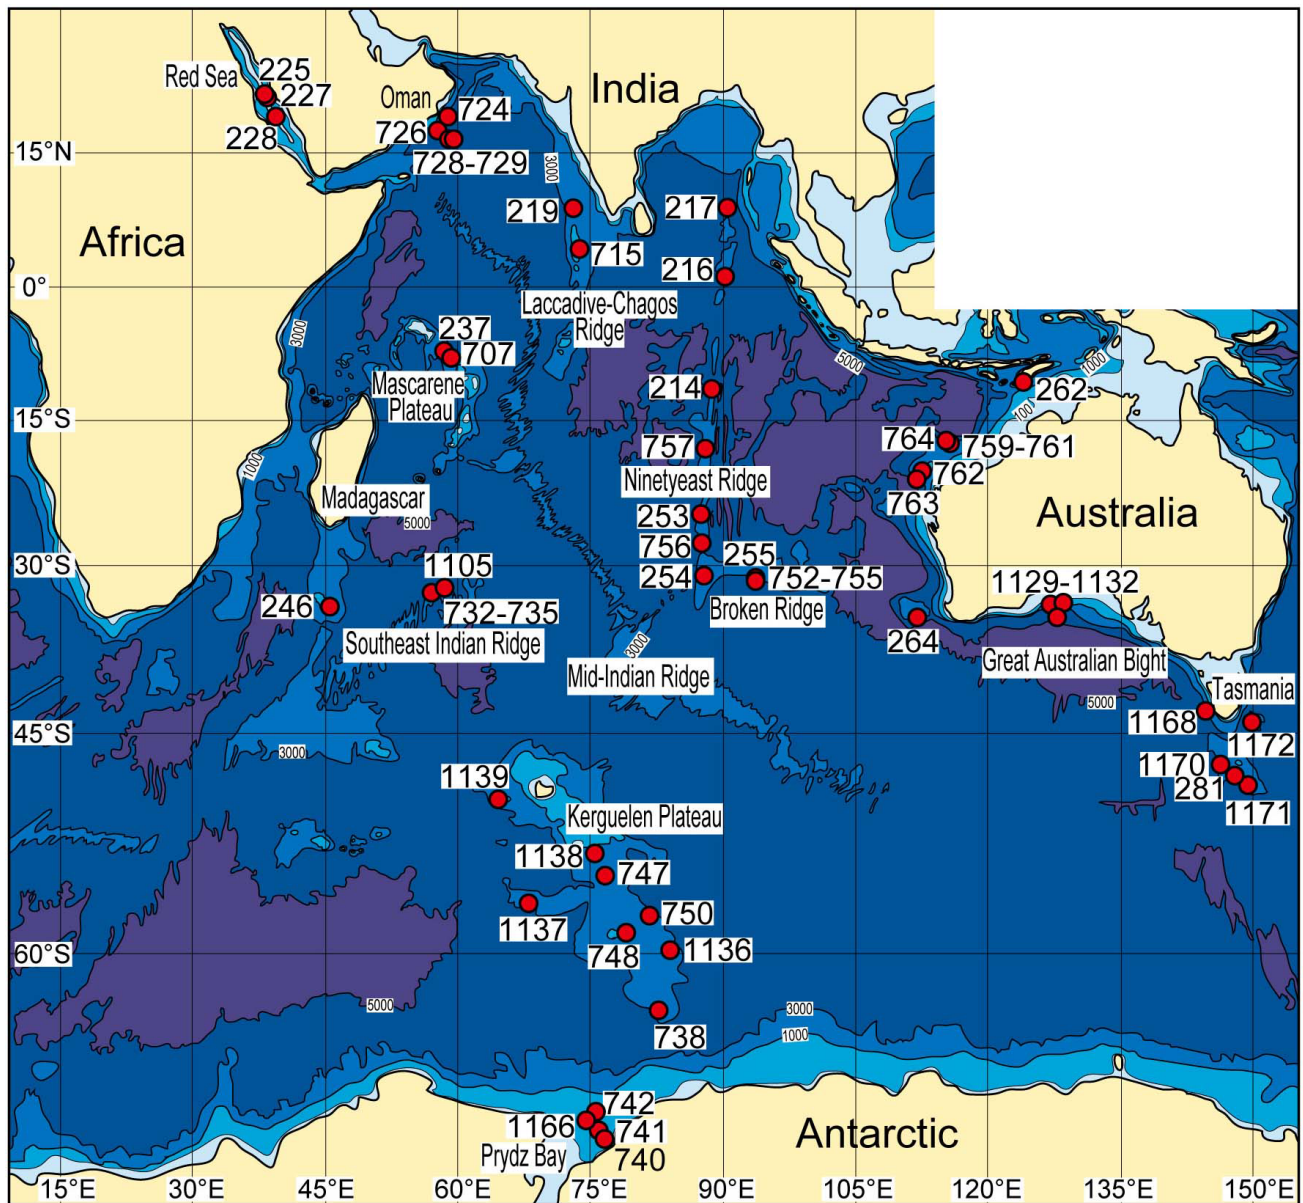 225
Red Sea
227
228
Oman
724
726
728-729
India
15°N
3000
219
217
Africa
715
216
0°
Laccadive-Chagos
Ridge
3000
237
707
5000
1000
Mascarene
Plateau
214
262
100
15°S
764
759-761
757
1000
762
Ninetyeast Ridge
763
Madagascar
253
Australia
5000
756
255
30°S
1105
254
752-755
1129-1132
246
732-735
Broken Ridge
264
Southeast Indian Ridge
3000
Great Australian Bight
Mid-Indian Ridge
5000
Tasmania
1168
45°S
3000
1172
1170
1139
281
1171
Kerguelen Plateau
1138
747
750
1137
748
1136
60°S
5000
3000
738
1000
742
1166
741
Antarctic
Prydz Bay
740
15°E
30°E
45°E
60°E
75°E
90°E
105°E
120°E
135°E
150°E